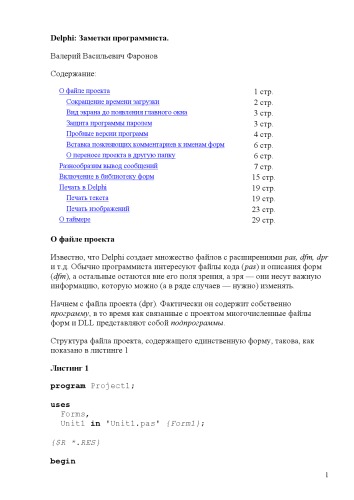 Delphi: Заметки программиста.
Валерий Васильевич Фаронов
Содержание:
О файле проекта 1 стр.
Сокращение времени загрузки 2 стр.
Вид экрана до появления главного окна 3 стр.
Защита программы паролем 3 стр.
Пробные версии программ 4 стр.
Вставка поясняющих комментариев к именам форм 6 стр.
О переносе проекта в другую папку 6 стр.
Разнообразим вывод сообщений 7 стр.
Включение в библиотеку форм 15 стр.
Печать в Delphi 19 стр.
Печать текста 19 стр.
Печать изображений 23 стр.
О таймере 29 стр.
О файле проекта
Известно, что Delphi создает множество файлов с расширениями pas, dfm, dpr
и т.д. Обычно программиста интересуют файлы кода (pas) и описания форм
(dfm), а остальные остаются вне его поля зрения, а зря — они несут важную
информацию, которую можно (а в ряде случаев — нужно) изменять.
Начнем с файла проекта (dpr). Фактически он содержит собственно
программу, в то время как связанные с проектом многочисленные файлы
форм и DLL представляют собой подпрограммы.
Структура файла проекта, содержащего единственную форму, такова, как
показано в листинге 1
Листинг 1
program Project1;
uses
Forms,
Unit1 in 'Unit1.pas' {Form1};
{$R *.RES}
begin
1